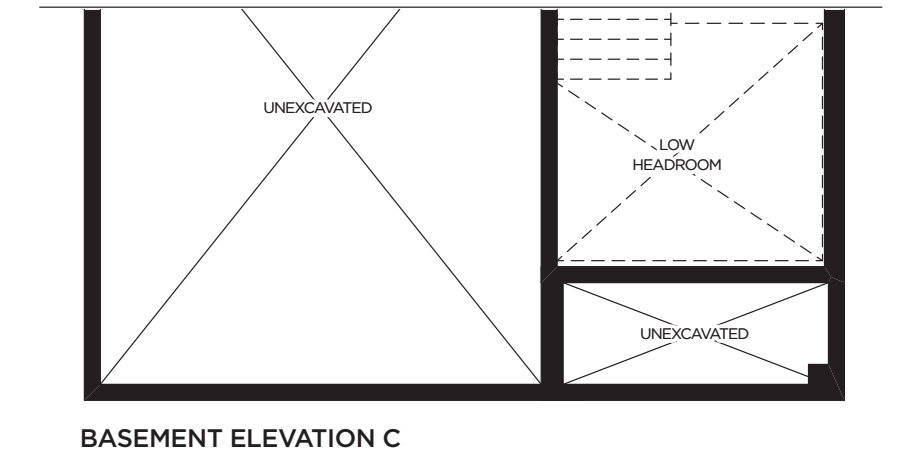 UNEXCAVATED
LOW
HEADROOM
UNEXCAVATED
BASEMENT ELEVATION C